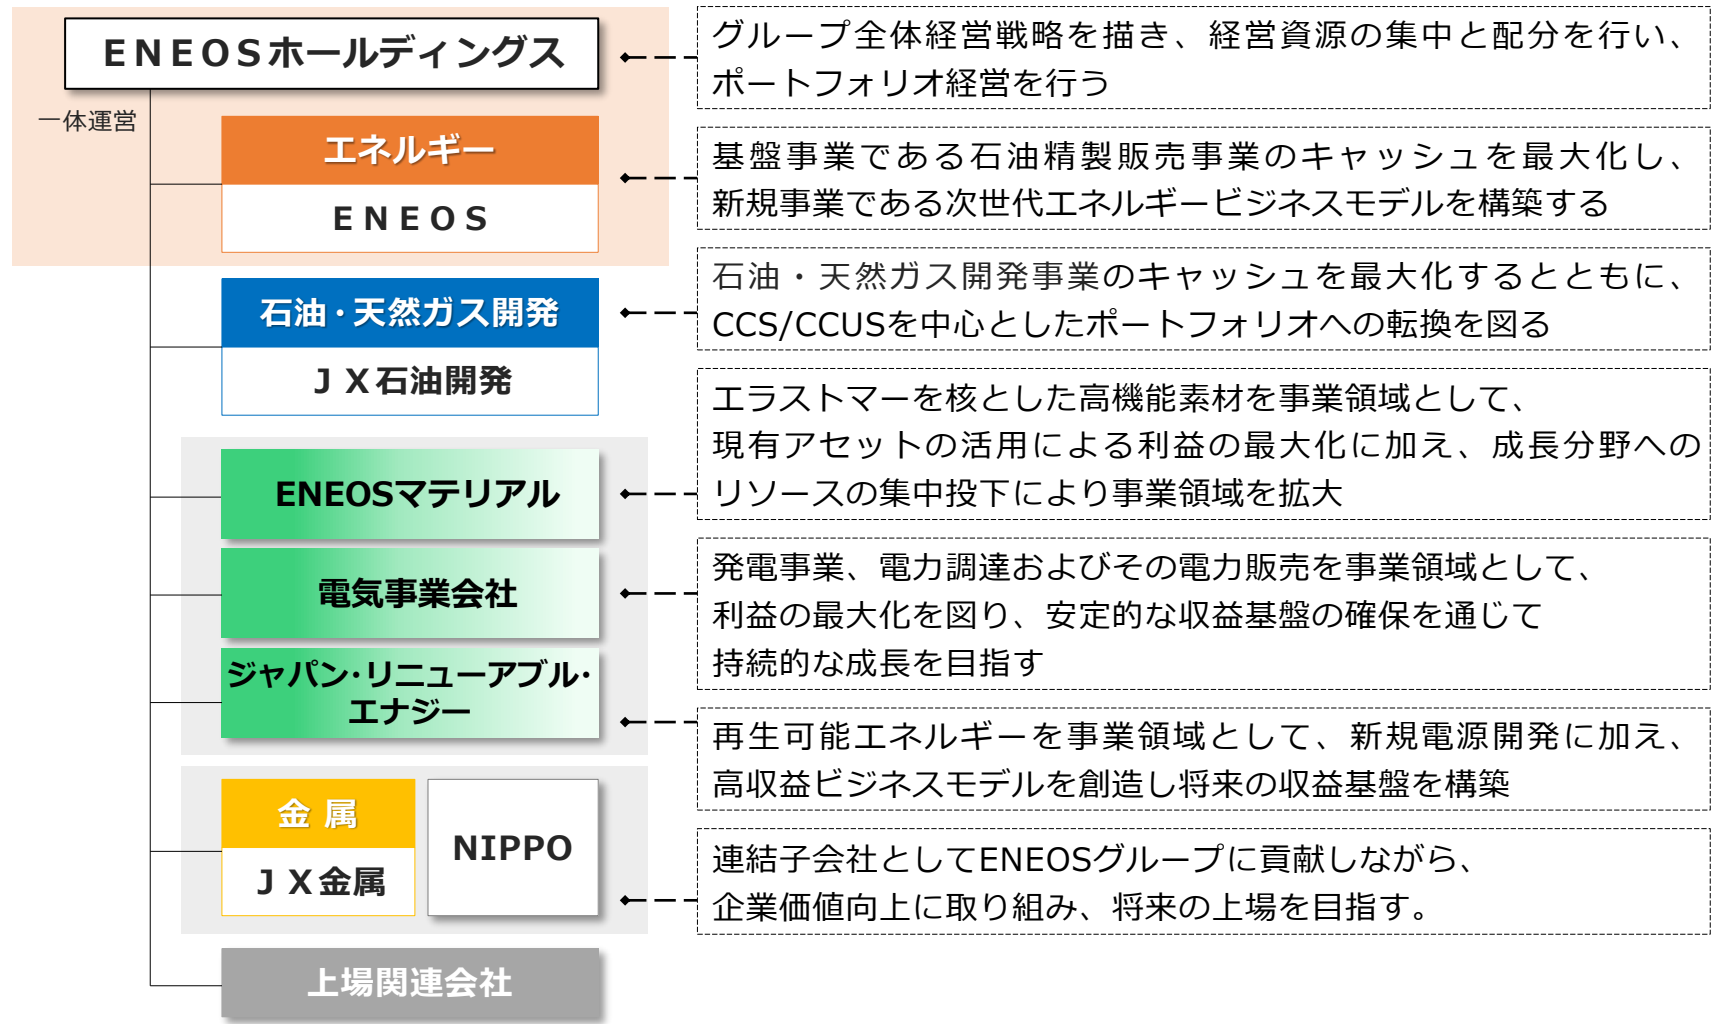 ENEOSホールディングス
グループ全体経営戦略を描き、経営資源の集中と配分を行い、
ポートフォリオ経営を行う
一体運営
エネルギー
ENEOS
基盤事業である石油精製販売事業のキャッシュを最大化し、
新規事業である次世代エネルギービジネスモデルを構築する
石油・天然ガス開発
JX石油開発
石油・天然ガス開発事業のキャッシュを最大化するとともに、
CCS/CCUSを中心としたポートフォリオへの転換を図る
ENEOSマテリアル
エラストマーを核とした高機能素材を事業領域として、
現有アセットの活用による利益の最大化に加え、成長分野への
リソースの集中投下により事業領域を拡大
電気事業会社
発電事業、電力調達およびその電力販売を事業領域として、
利益の最大化を図り、安定的な収益基盤の確保を通じて
持続的な成長を目指す
ジャパン・リニューアブル・
エナジー
再生可能エネルギーを事業領域として、新規電源開発に加え、
高収益ビジネスモデルを創造し将来の収益基盤を構築
金属
JX金属
NIPPO
連結子会社としてENEOSグループに貢献しながら、
企業価値向上に取り組み、将来の上場を目指す。
上場関連会社